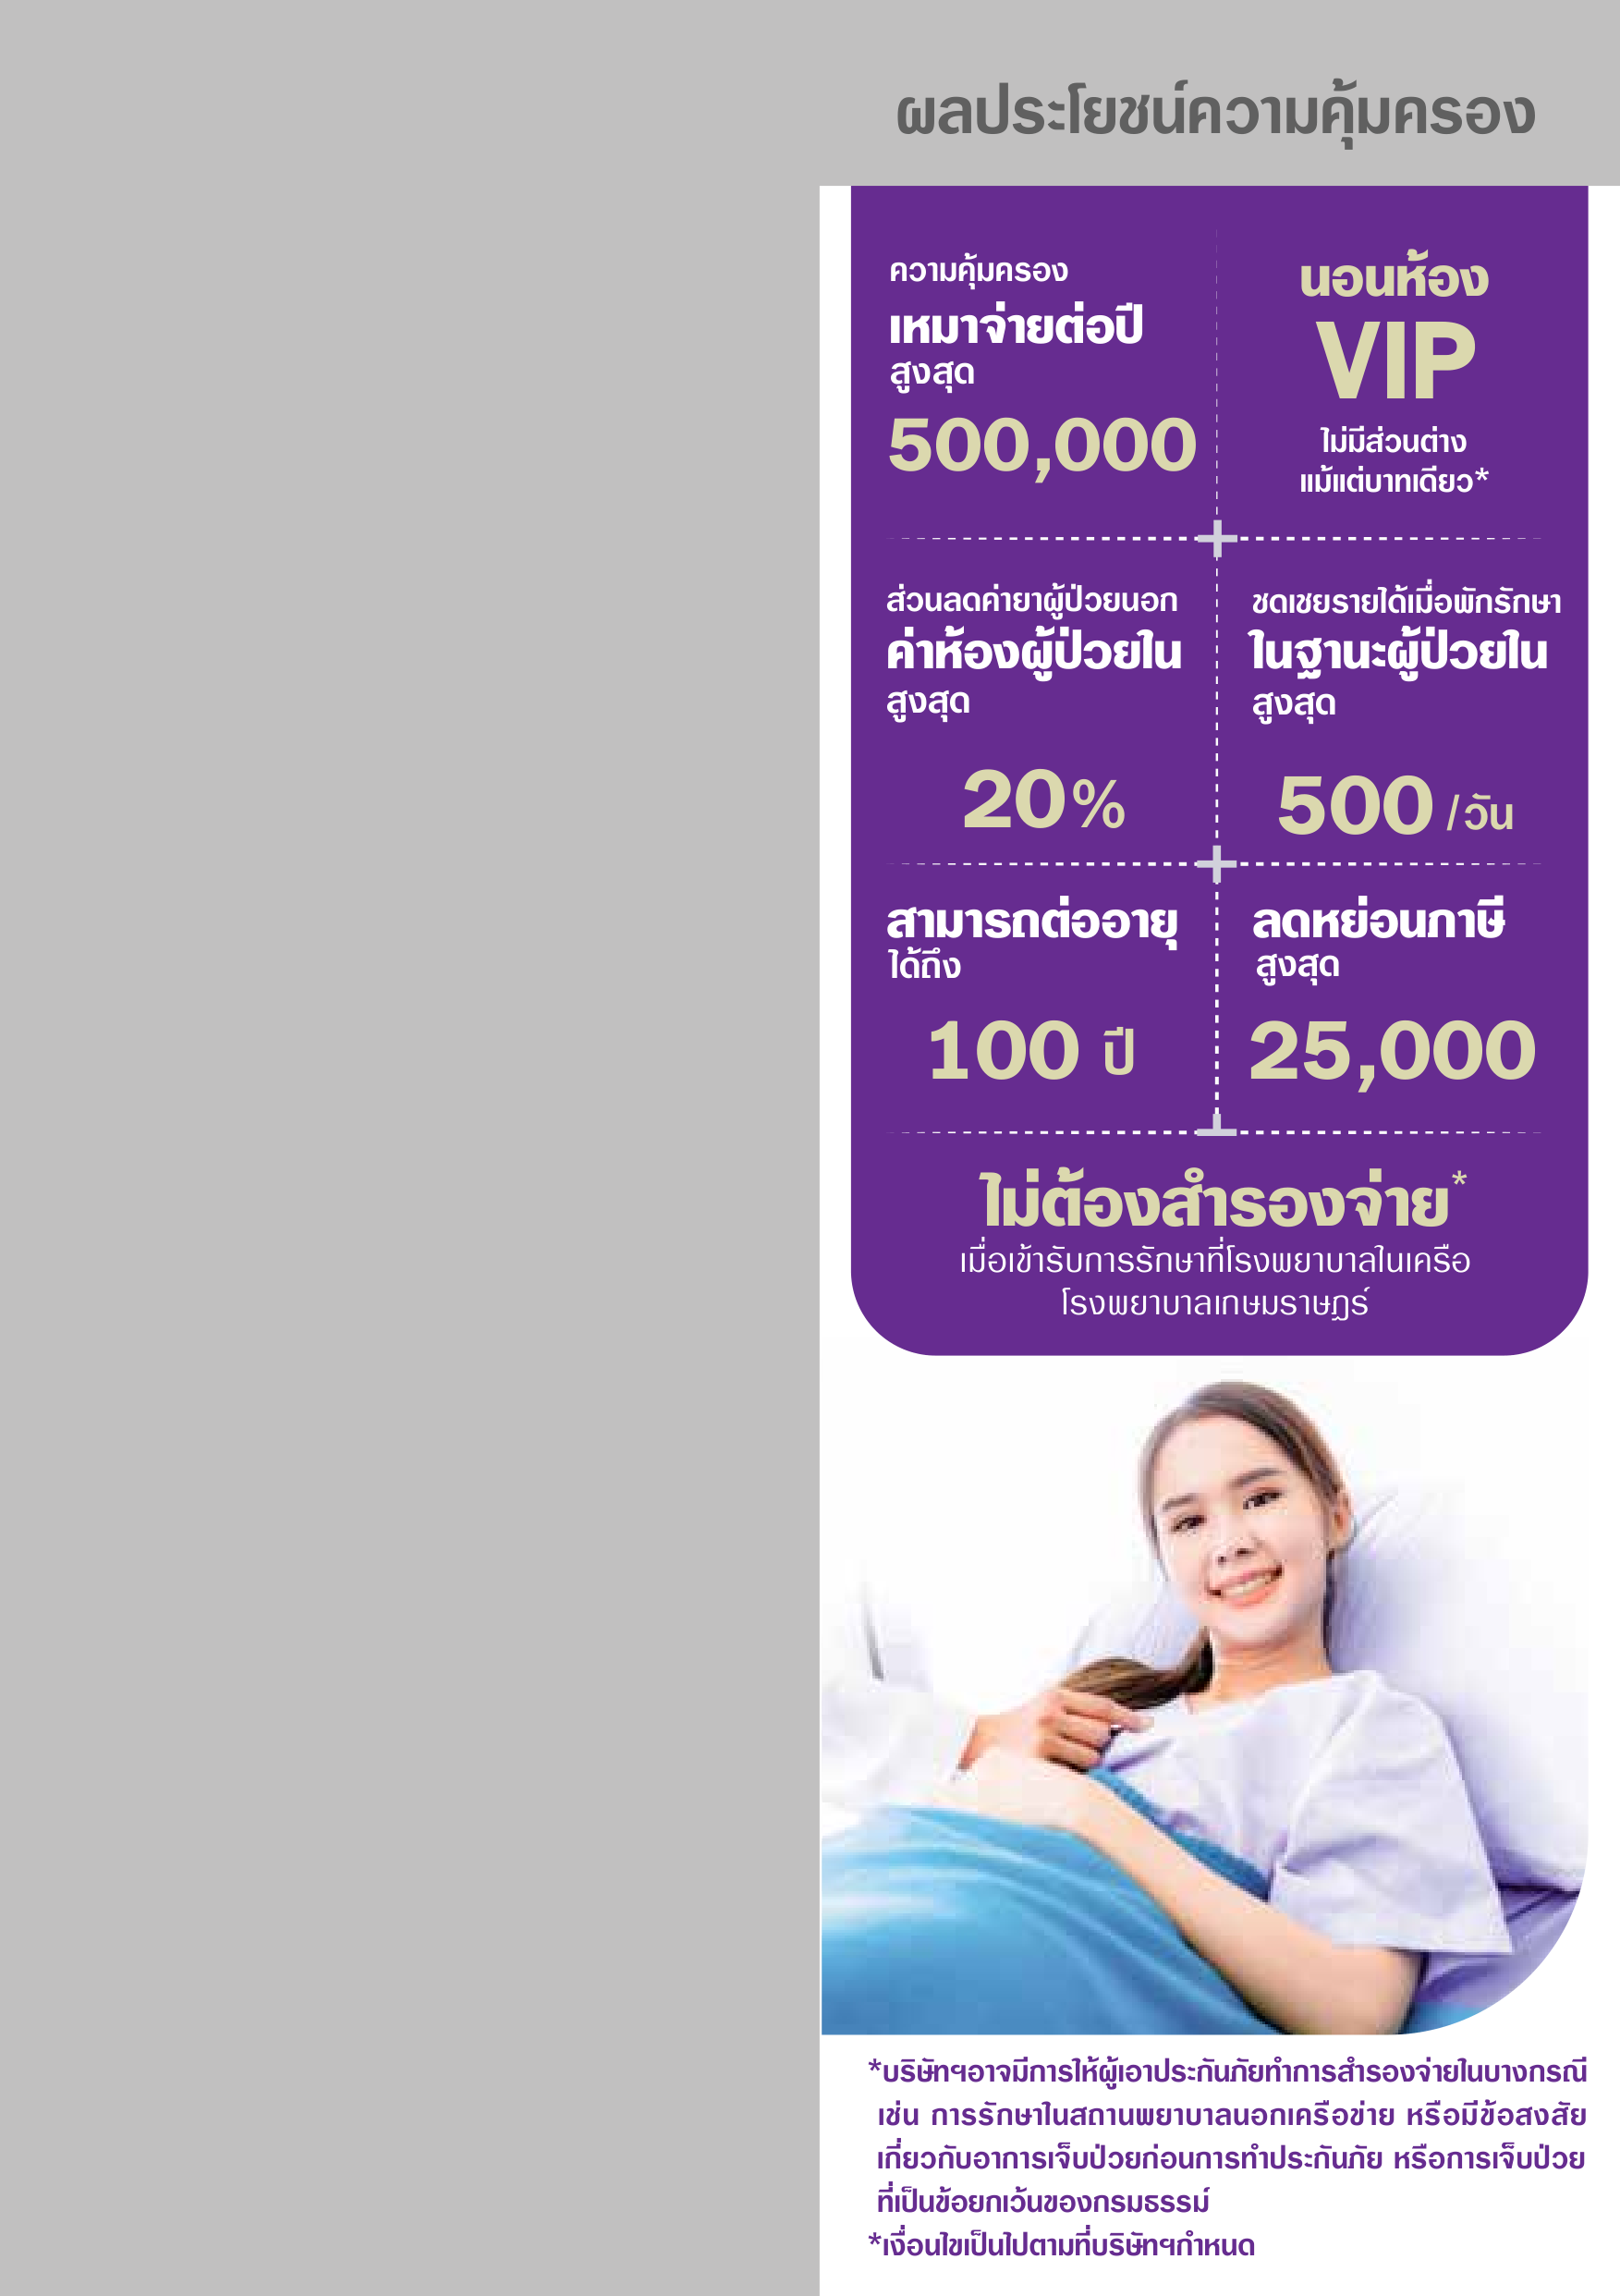 ผลประโยชน์ความคุ้มครอง
ความคุ้มครอง
เหมาจ่ายต่อปี
สูงสุด
500,000
นอนห้อง
VIP
ไม่มีส่วนต่าง
แม้แต่บาทเดียว*
ส่วนลดค่ายาผู้ป่วยนอก
ค่าห้องผู้ป่วยใน
สูงสุด
20%
ชดเชยรายได้เมื่อพักรักษา
ในฐานะผู้ป่วยใน
สูงสุด
500 /วัน
สามารถต่ออายุ
ได้ถึง
100 ปี
ลดหย่อนภาษี
สูงสุด
25,000
ไม่ต้องสำรองจ่าย*
เมื่อเข้ารับการรักษาที่โรงพยาบาลในเครือ
โรงพยาบาลเกษมราษฎร์
*บริษัทฯอาจมีการให้ผู้เอาประกันภัยทำการสำรองจ่ายในบางกรณี
เช่น การรักษาในสถานพยาบาลนอกเครือข่าย หรือมีข้อสงสัย
เกี่ยวกับอาการเจ็บป่วยก่อนการทำประกันภัย หรือการเจ็บป่วย
ที่เป็นข้อยกเว้นของกรมธรรม์
*เงื่อนไขเป็นไปตามที่บริษัทฯกำหนด